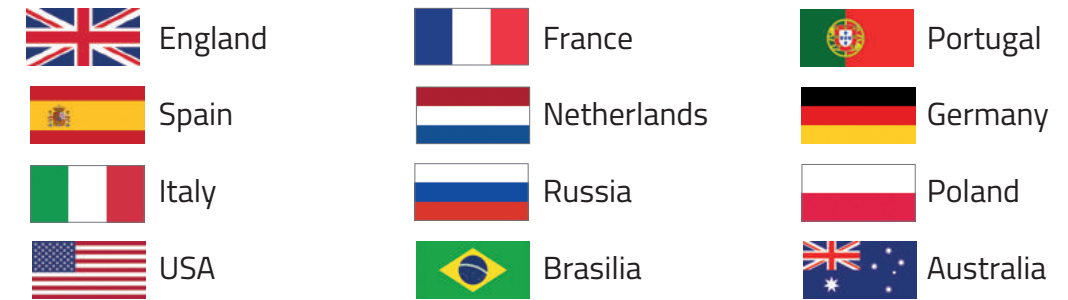 England
France
Portugal
Spain
Netherlands
Germany
Italy
Russia
Poland
USA
Brasilia
Australia